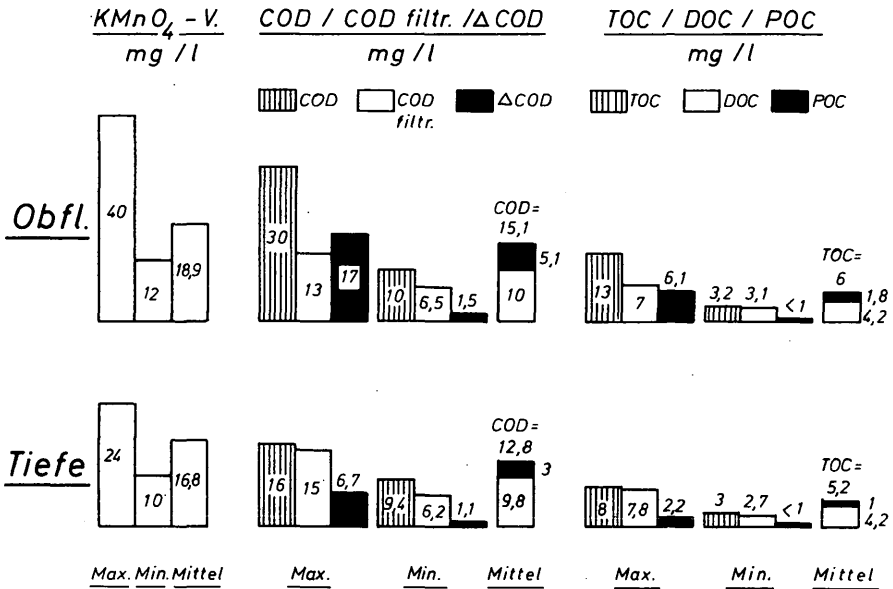 KMnO4 - V.
mg / l
COD / COD filtr. / ΔCOD
mg / l
TOC / DOC / POC
mg / l
COD
COD filtr.
ΔCOD
TOC
DOC
POC
Obfl.
40
12
18,9
30
13
17
10
6,5
1,5
COD=
15,1
5,1
10
13
7
6,1
3,2
3,1
<1
TOC=
6
1,8
4,2
Tiefe
24
10
16,8
16
15
6,7
9,4
6,2
1,1
COD=
12,8
3
9,8
8
7,8
2,2
3
2,7
<1
TOC=
5,2
1
4,2
Max. Min. Mittel
Max. Min. Mittel
Max. Min. Mittel